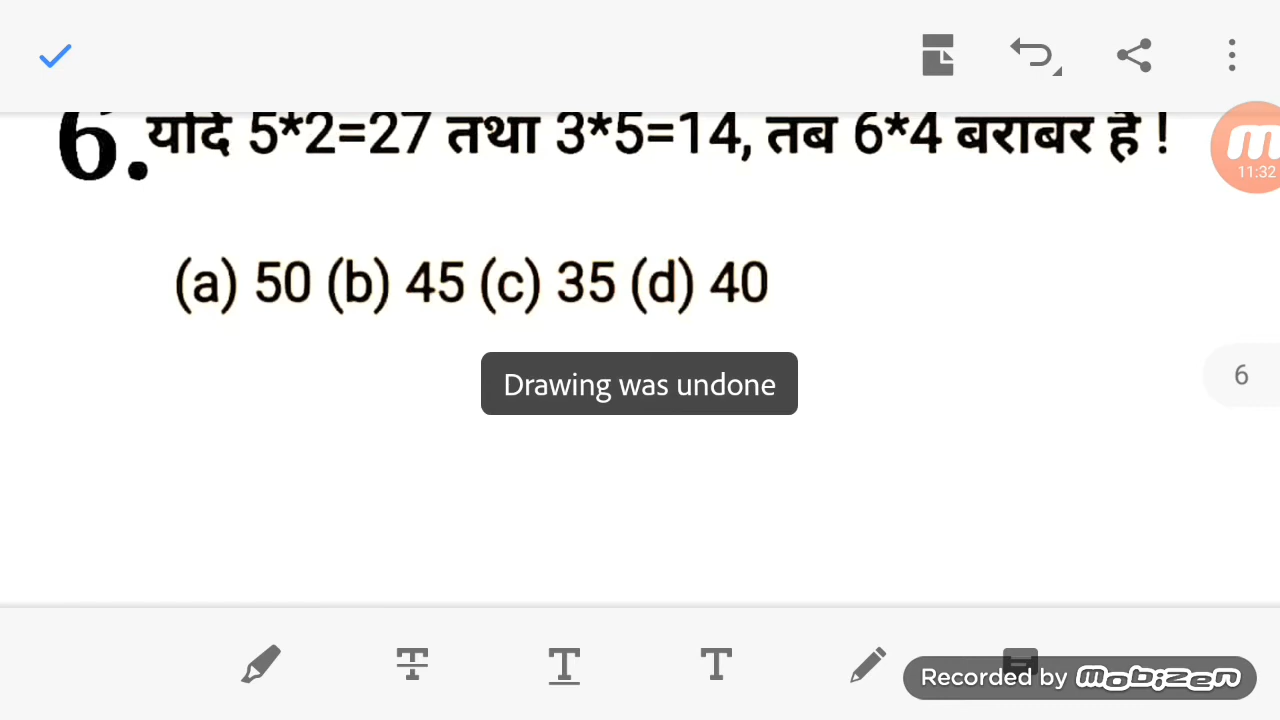 11:32
6. यदि 5*2=27 तथा 3*5=14, तब 6*4 बराबर है !
(a) 50 (b) 45 (c) 35 (d) 40
Drawing was undone
6
T T T
Recorded by mobizen